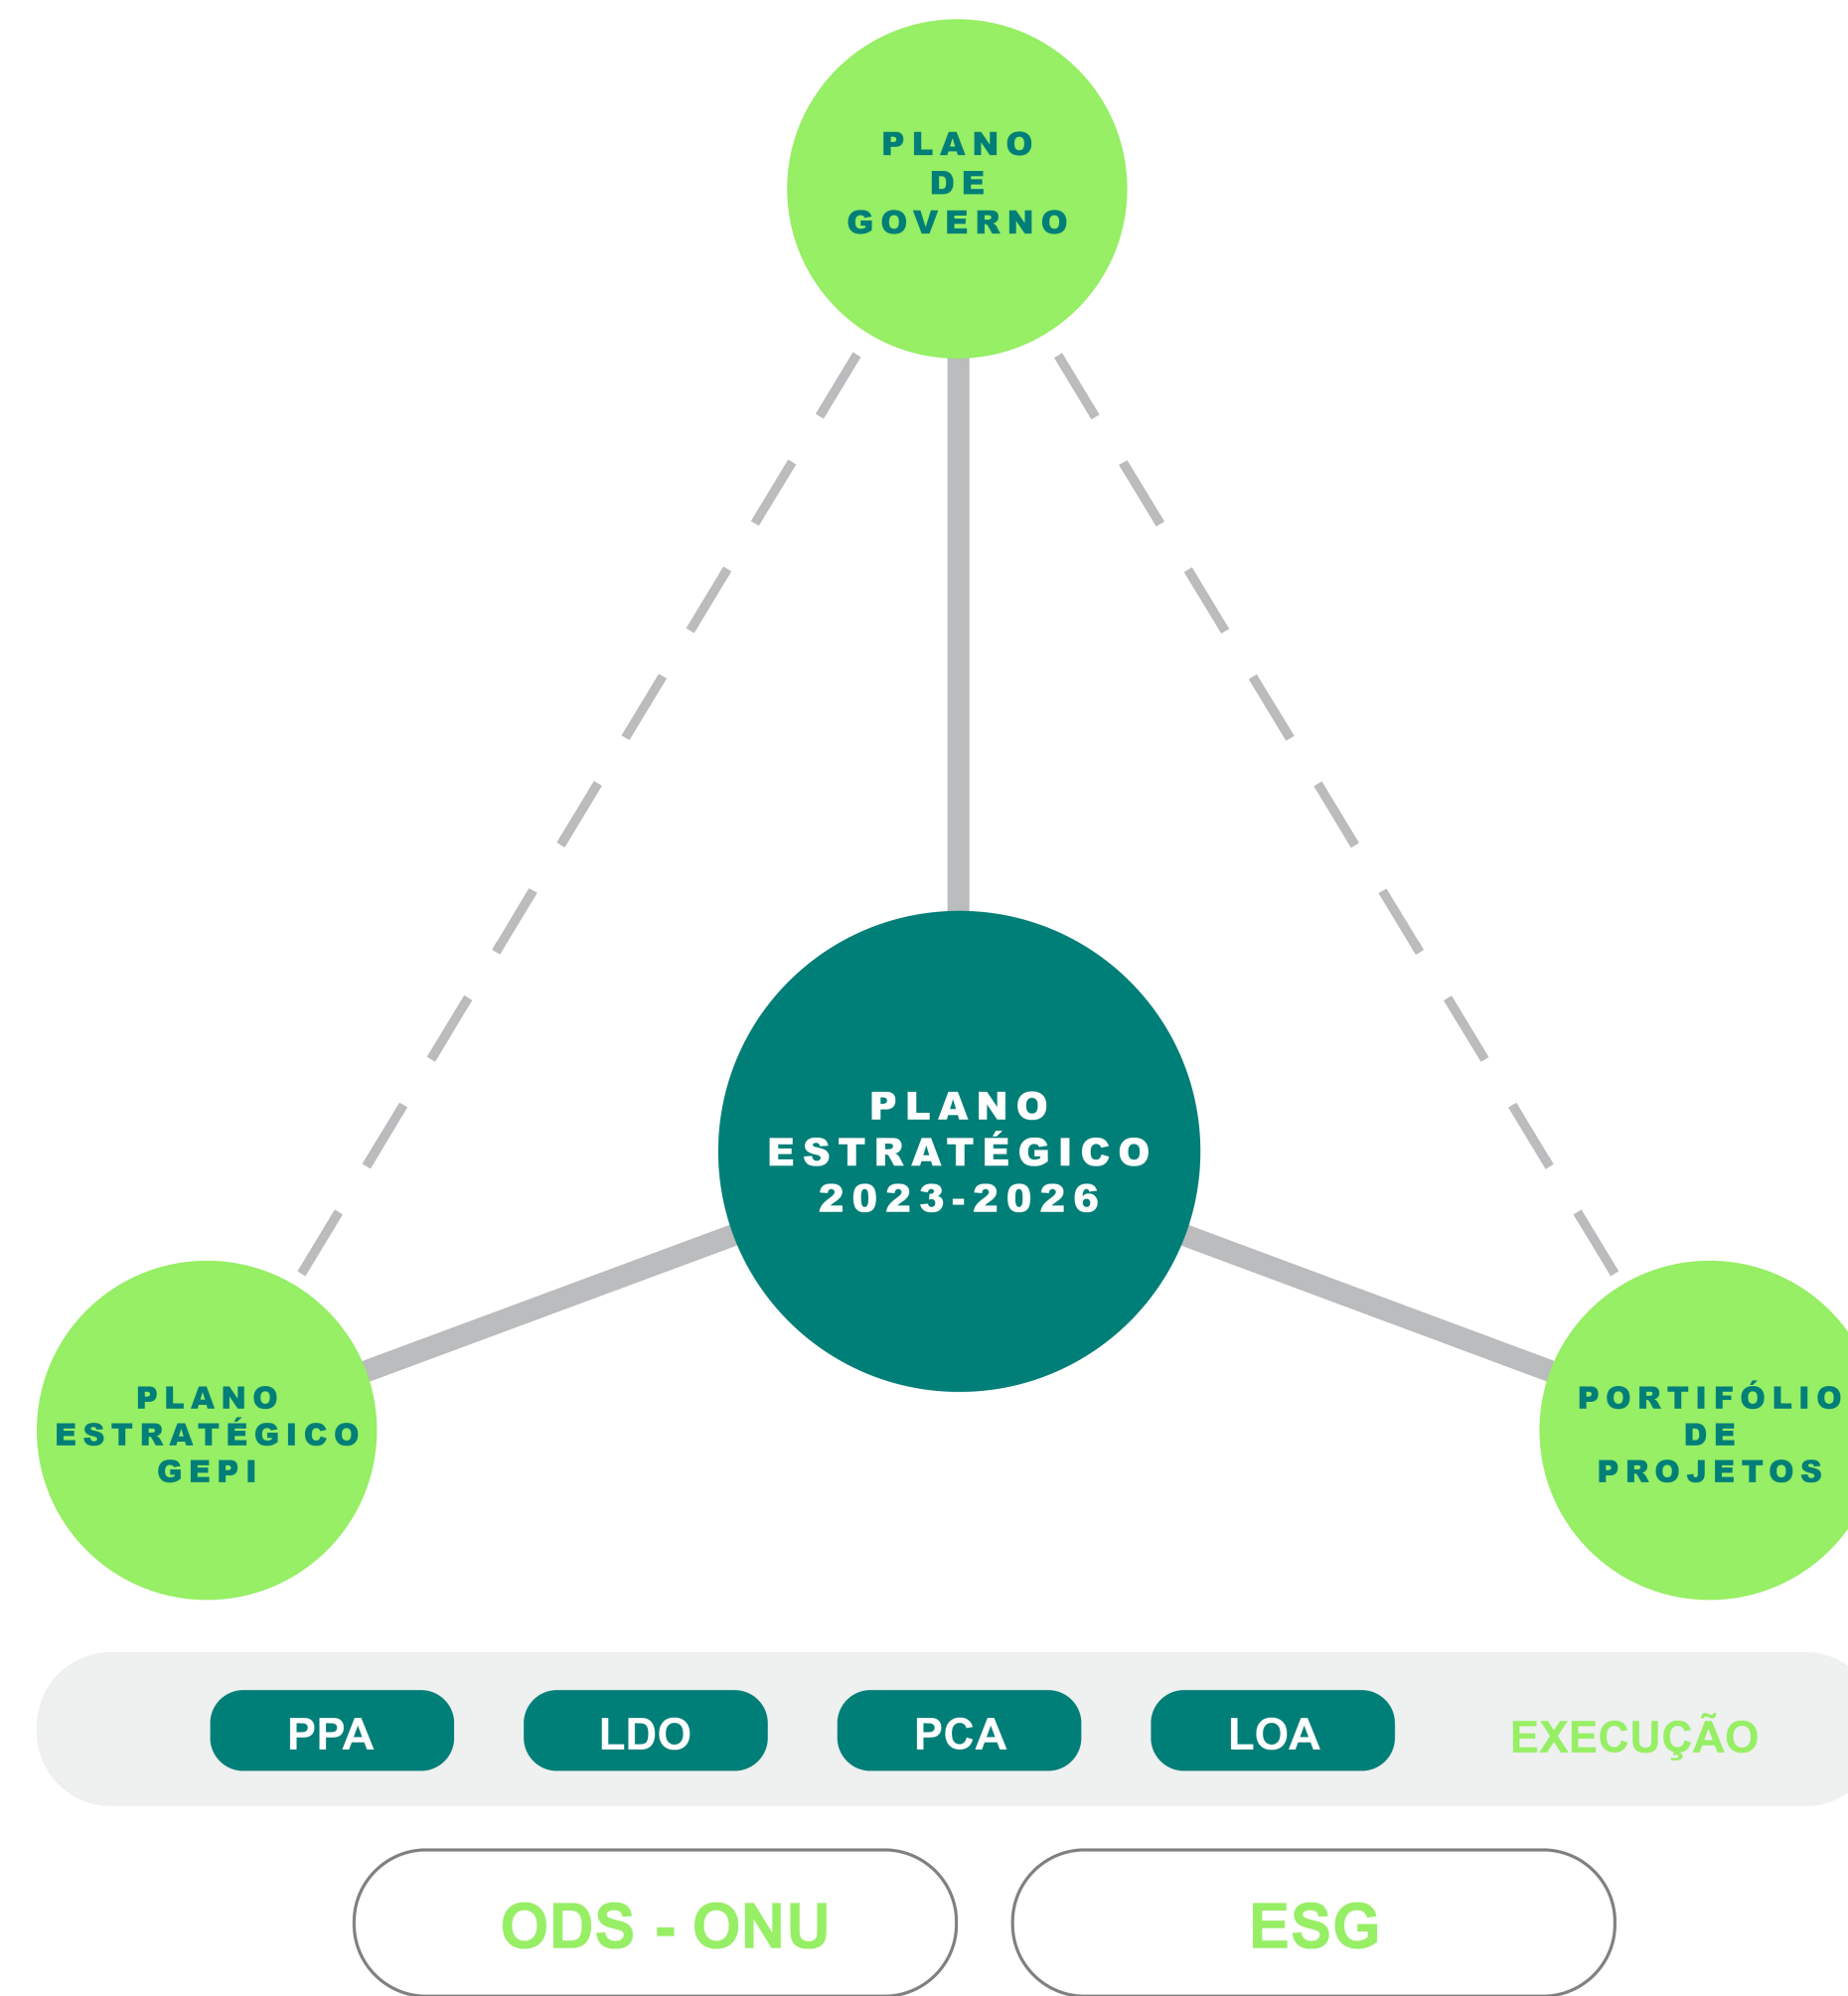 PLANO
DE
GOVERNO
PLANO
ESTRATÉGICO
2023-2026
PLANO
ESTRATÉGICO
GEPI
PORTIFÓLIO
DE
PROJETOS
PPA
LDO
PCA
LOA
EXECUÇÃO
ODS - ONU
ESG